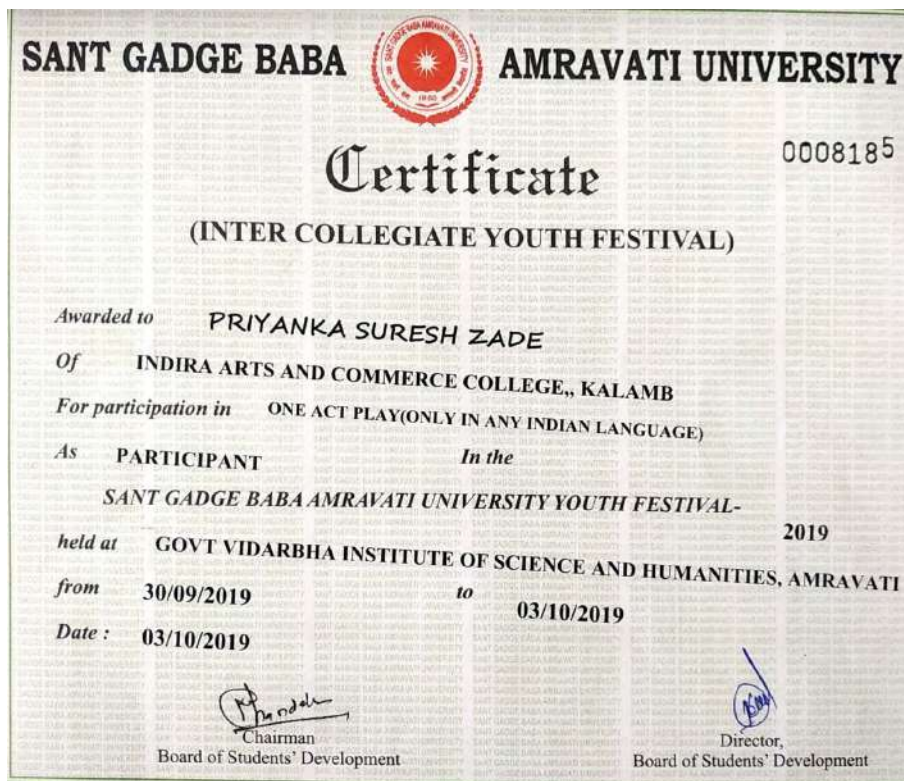 SANT GADGE BABA AMRAVATI UNIVERSITY
0008185
Certificate
(INTER COLLEGIATE YOUTH FESTIVAL)
Awarded to PRIYANKA SURESH ZADE
Of INDIRA ARTS AND COMMERCE COLLEGE,, KALAMB
For participation in ONE ACT PLAY(ONLY IN ANY INDIAN LANGUAGE)
As PARTICIPANT In the
SANT GADGE BABA AMRAVATI UNIVERSITY YOUTH FESTIVAL-
2019
held at GOVT VIDARBHA INSTITUTE OF SCIENCE AND HUMANITIES, AMRAVATI
from 30/09/2019 to 03/10/2019
Date : 03/10/2019
Chairman
Board of Students' Development
Director,
Board of Students' Development